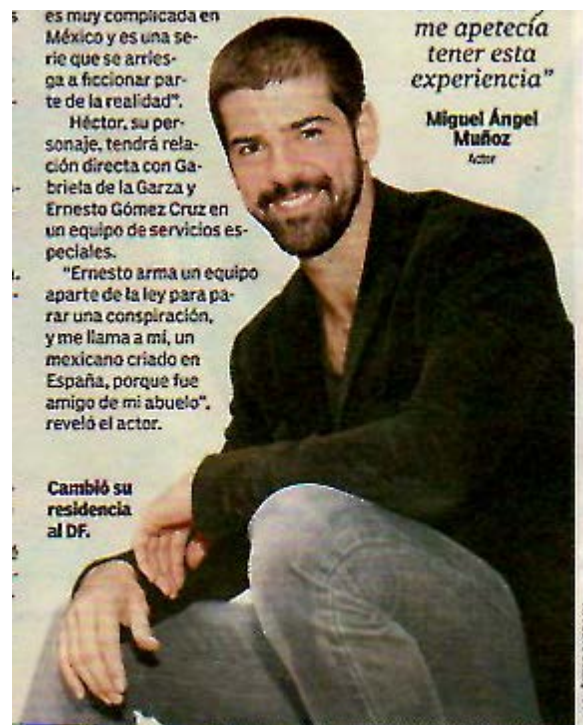 es muy complicada en
México y es una se-
rie que se arries-
ga a ficcionar par-
te de la realidad".
Héctor, su per-
sonaje, tendrá rela-
ción directa con Ga-
briela de la Garza y
Ernesto Gómez Cruz en
un equipo de servicios es-
peciales.
"Ernesto arma un equipo
aparte de la ley para pa-
rar una conspiración,
y me llama a mí, un
mexicano criado en
España, porque fue
amigo de mi abuelo",
reveló el actor.
Cambió su
residencia
al DF.
me apetecía
tener esta
experiencia"
Miguel Ángel
Muñoz
Actor